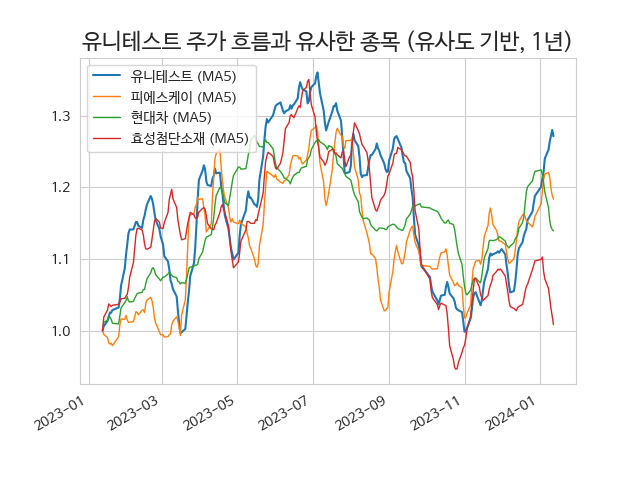 유니테스트 주가 흐름과 유사한 종목 (유사도 기반, 1년)
유니테스트 (MA5)
피에스케이 (MA5)
현대차 (MA5)
효성첨단소재 (MA5)
1.3
1.2
1.1
1.0
2023-01
2023-03
2023-05
2023-07
2023-09
2023-11
2024-01